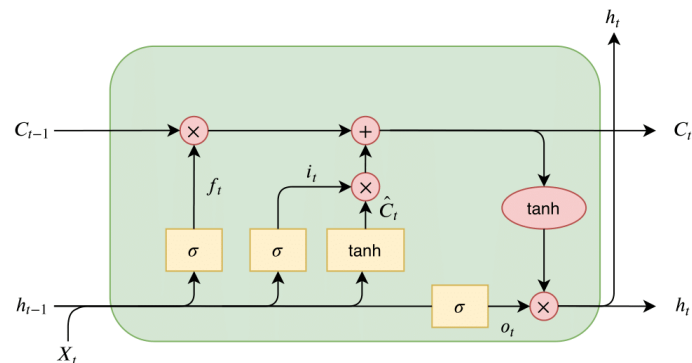 h_t
C_{t-1} × + C_t
i_t ×
f_t Ĉ_t tanh
σ σ tanh
h_{t-1} σ × h_t
o_t
X_t